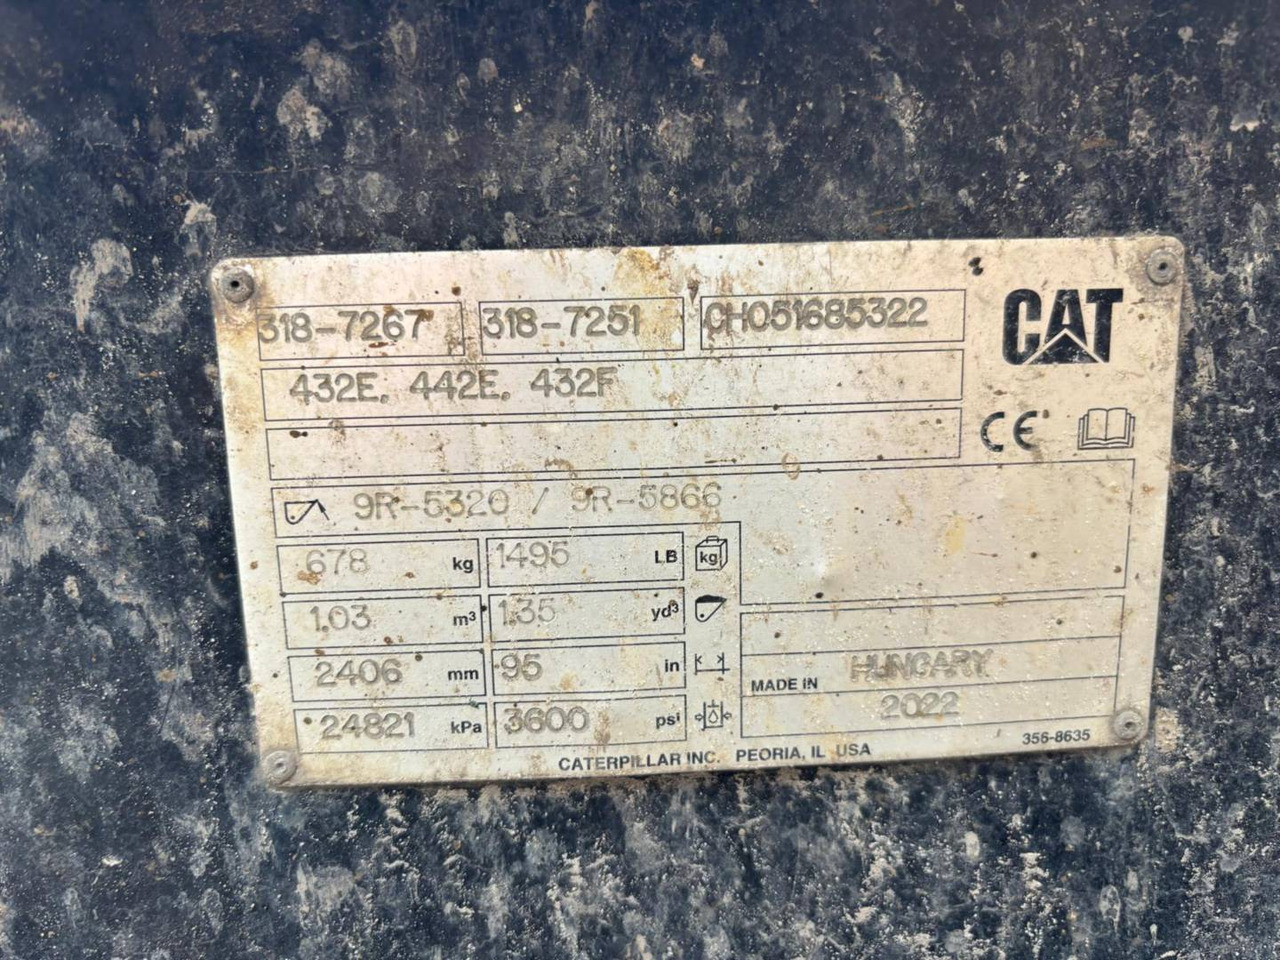 318-7267 318-7251 CH051685322
CAT
432E, 442E, 432F
CE
9R-5320 / 9R-5866
678 kg 1495 LB kg
1.03 m³ 1.35 yd³
2406 mm 95 in
MADE IN HUNGARY
24821 kPa 3600 psi
2022
356-8635
CATERPILLAR INC. PEORIA, IL USA